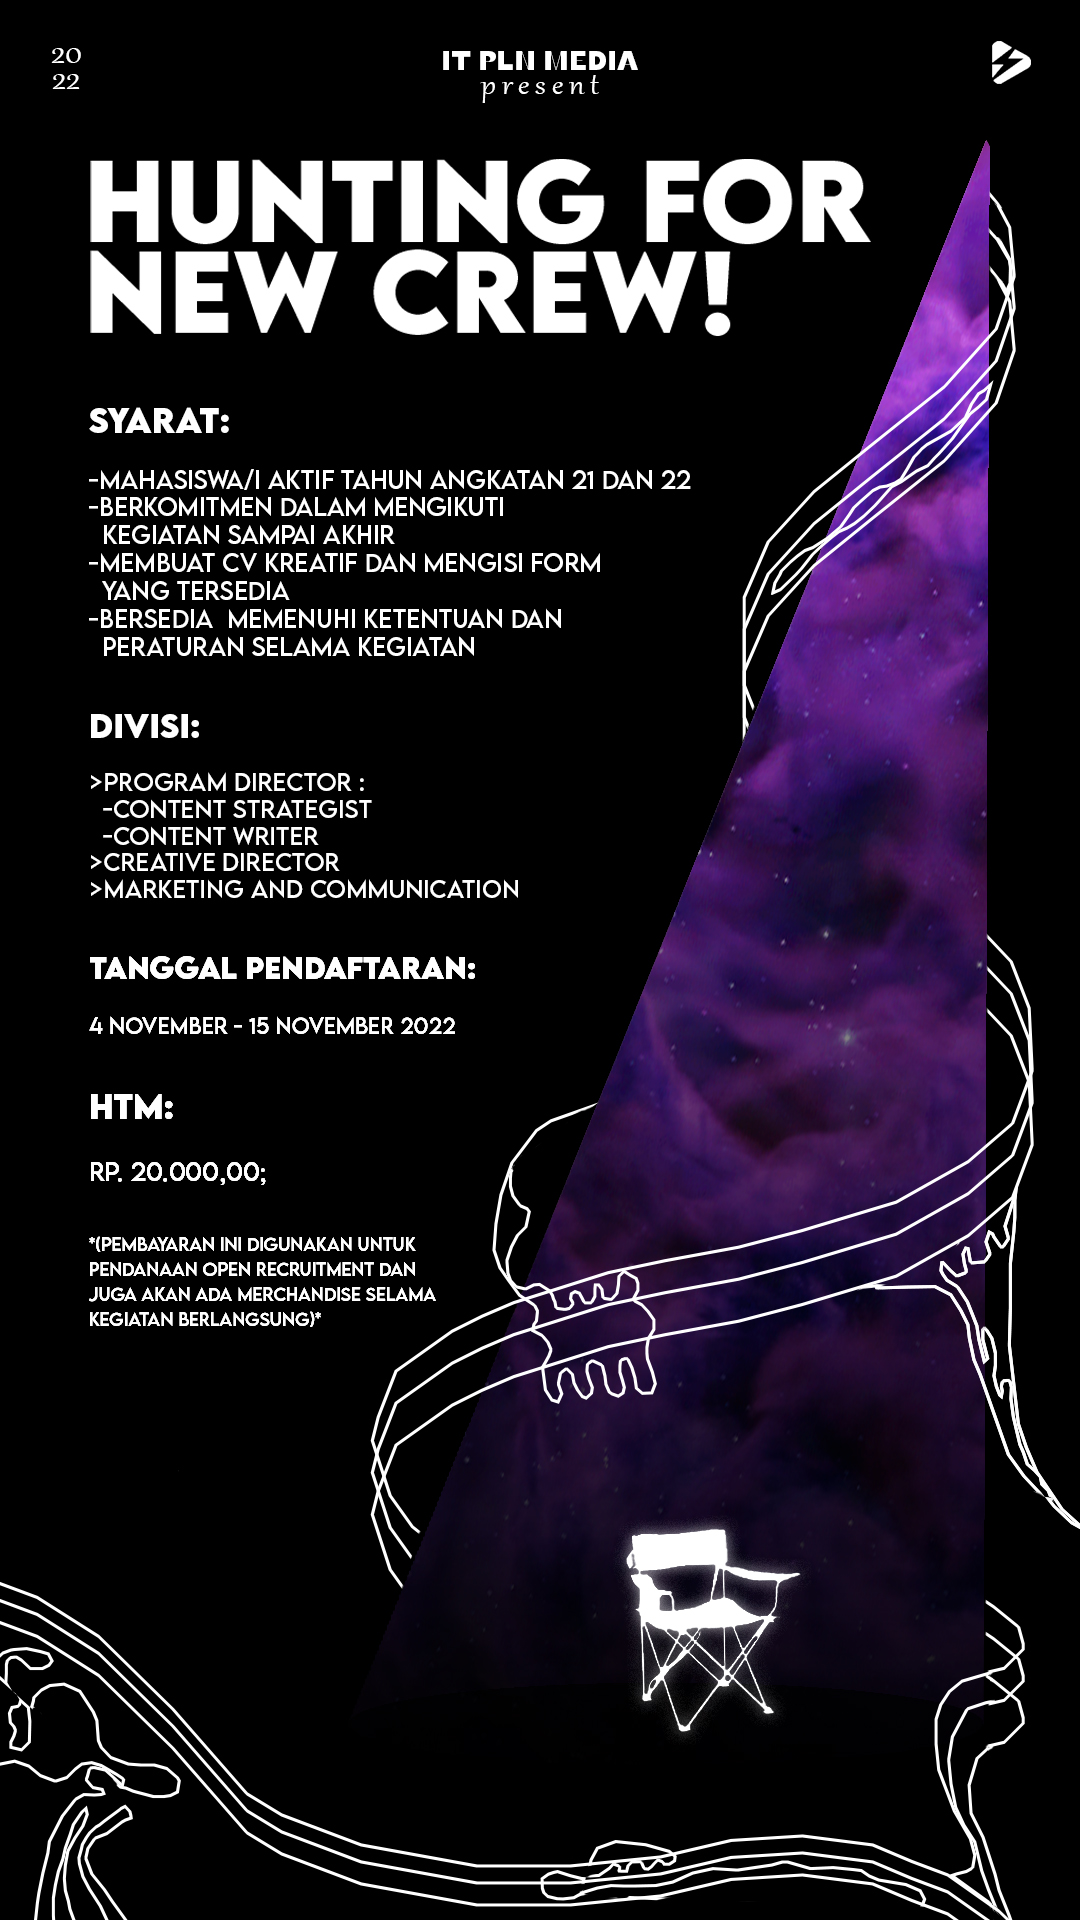 20
22
IT PLN MEDIA
present
HUNTING FOR
NEW CREW!
SYARAT:
-MAHASISWA/I AKTIF TAHUN ANGKATAN 21 DAN 22
-BERKOMITMEN DALAM MENGIKUTI
KEGIATAN SAMPAI AKHIR
-MEMBUAT CV KREATIF DAN MENGISI FORM
YANG TERSEDIA
-BERSEDIA MEMENUHI KETENTUAN DAN
PERATURAN SELAMA KEGIATAN
DIVISI:
>PROGRAM DIRECTOR :
-CONTENT STRATEGIST
-CONTENT WRITER
>CREATIVE DIRECTOR
>MARKETING AND COMMUNICATION
TANGGAL PENDAFTARAN:
4 NOVEMBER - 15 NOVEMBER 2022
HTM:
RP. 20.000,00;
*(PEMBAYARAN INI DIGUNAKAN UNTUK
PENDANAAN OPEN RECRUITMENT DAN
JUGA AKAN ADA MERCHANDISE SELAMA
KEGIATAN BERLANGSUNG)*